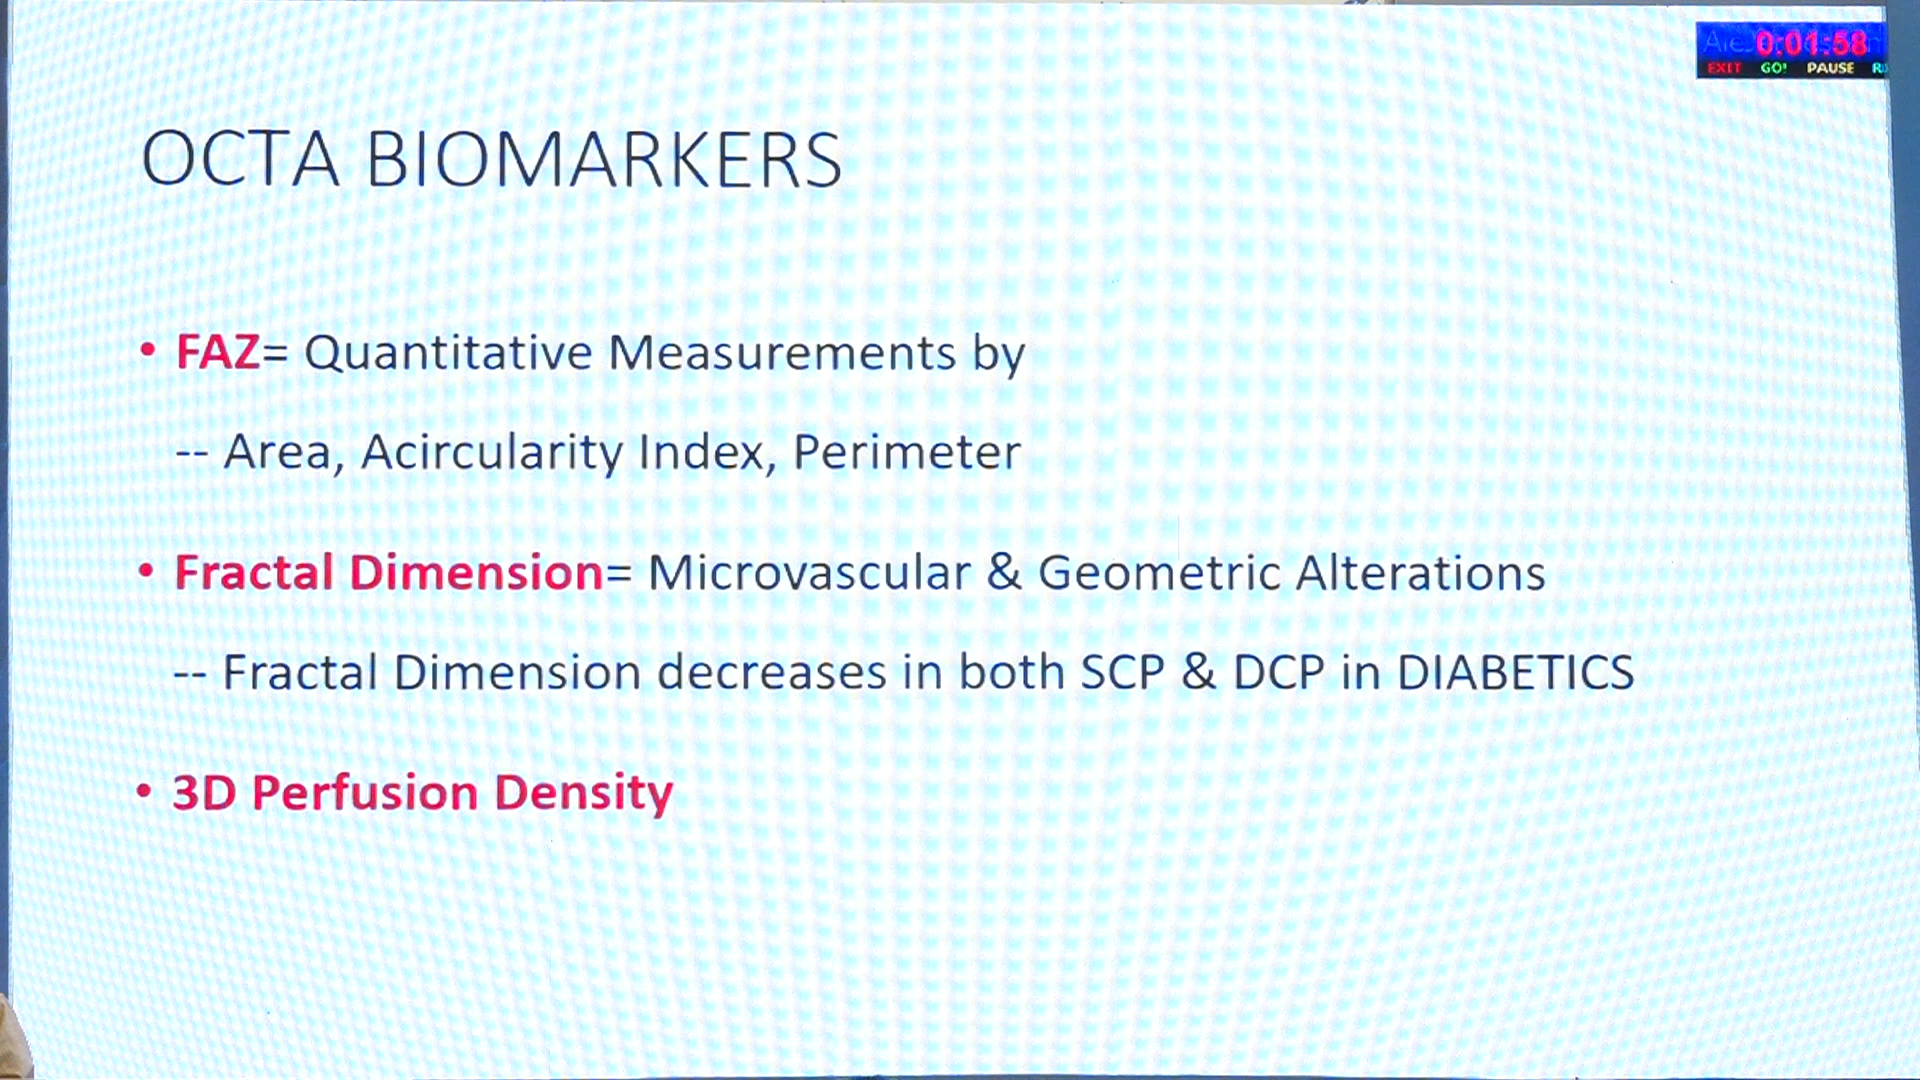 0:01:58
EXIT GO! PAUSE
OCTA BIOMARKERS
• FAZ= Quantitative Measurements by
-- Area, Acircularity Index, Perimeter
• Fractal Dimension= Microvascular & Geometric Alterations
-- Fractal Dimension decreases in both SCP & DCP in DIABETICS
• 3D Perfusion Density